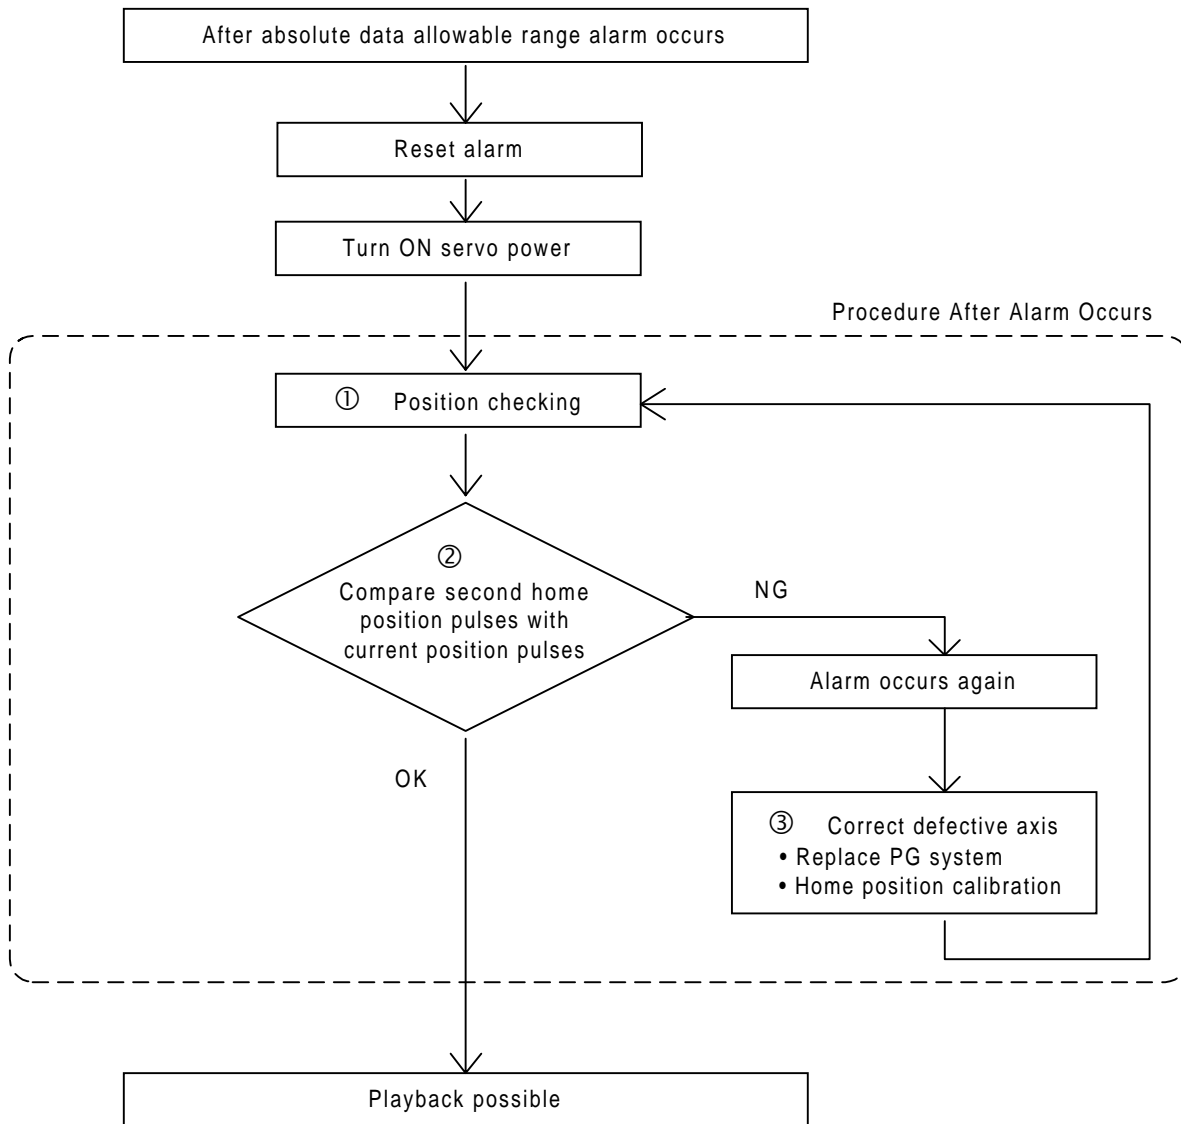 After absolute data allowable range alarm occurs
Reset alarm
Turn ON servo power
Procedure After Alarm Occurs
① Position checking
②
Compare second home
position pulses with
current position pulses
NG
Alarm occurs again
OK
③ Correct defective axis
• Replace PG system
• Home position calibration
Playback possible